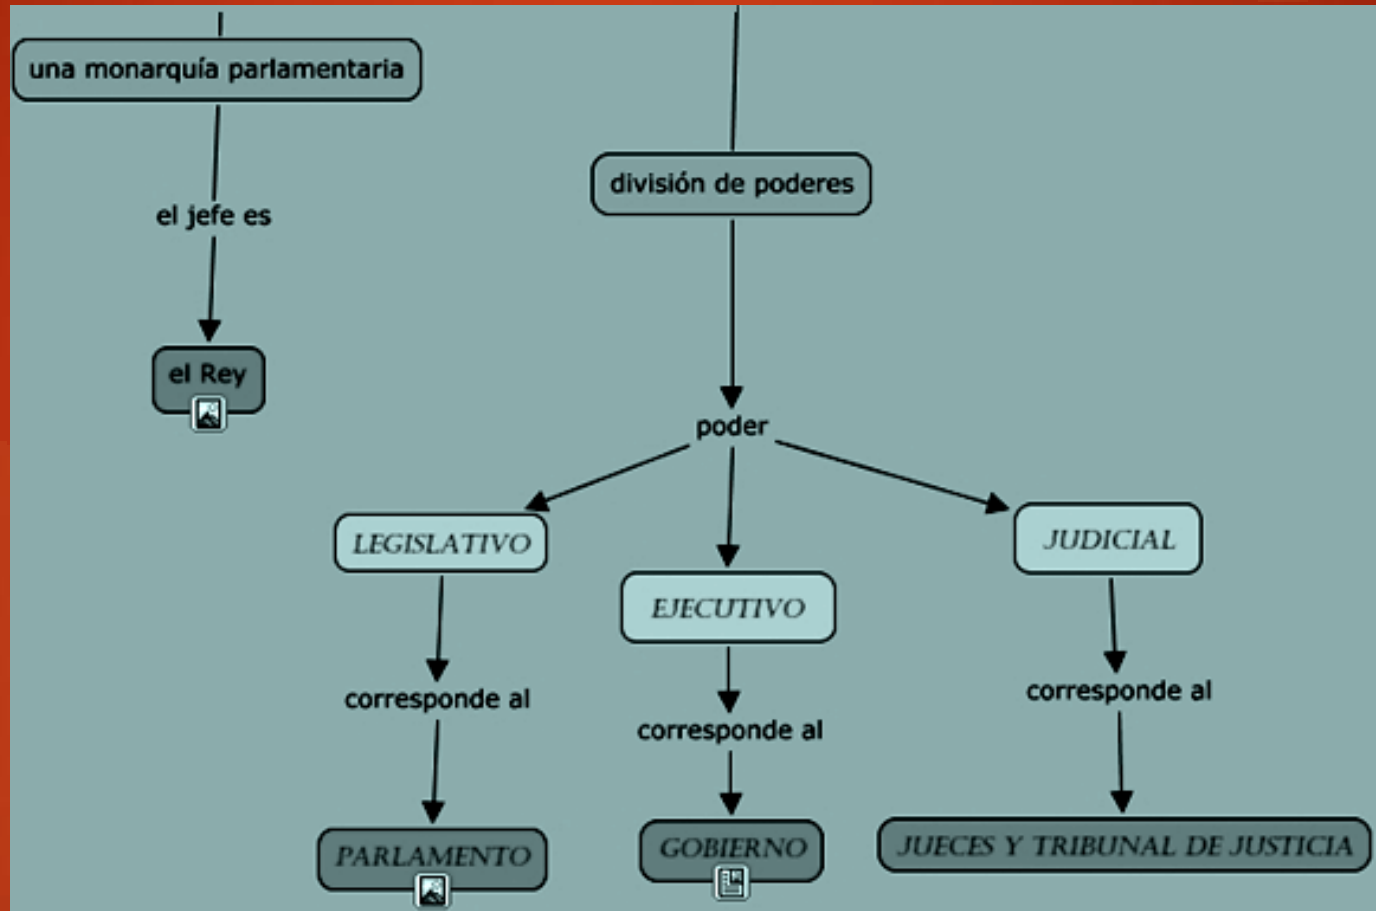 una monarquía parlamentaria
el jefe es
el Rey
división de poderes
poder
LEGISLATIVO
EJECUTIVO
JUDICIAL
corresponde al
corresponde al
corresponde al
PARLAMENTO
GOBIERNO
JUECES Y TRIBUNAL DE JUSTICIA